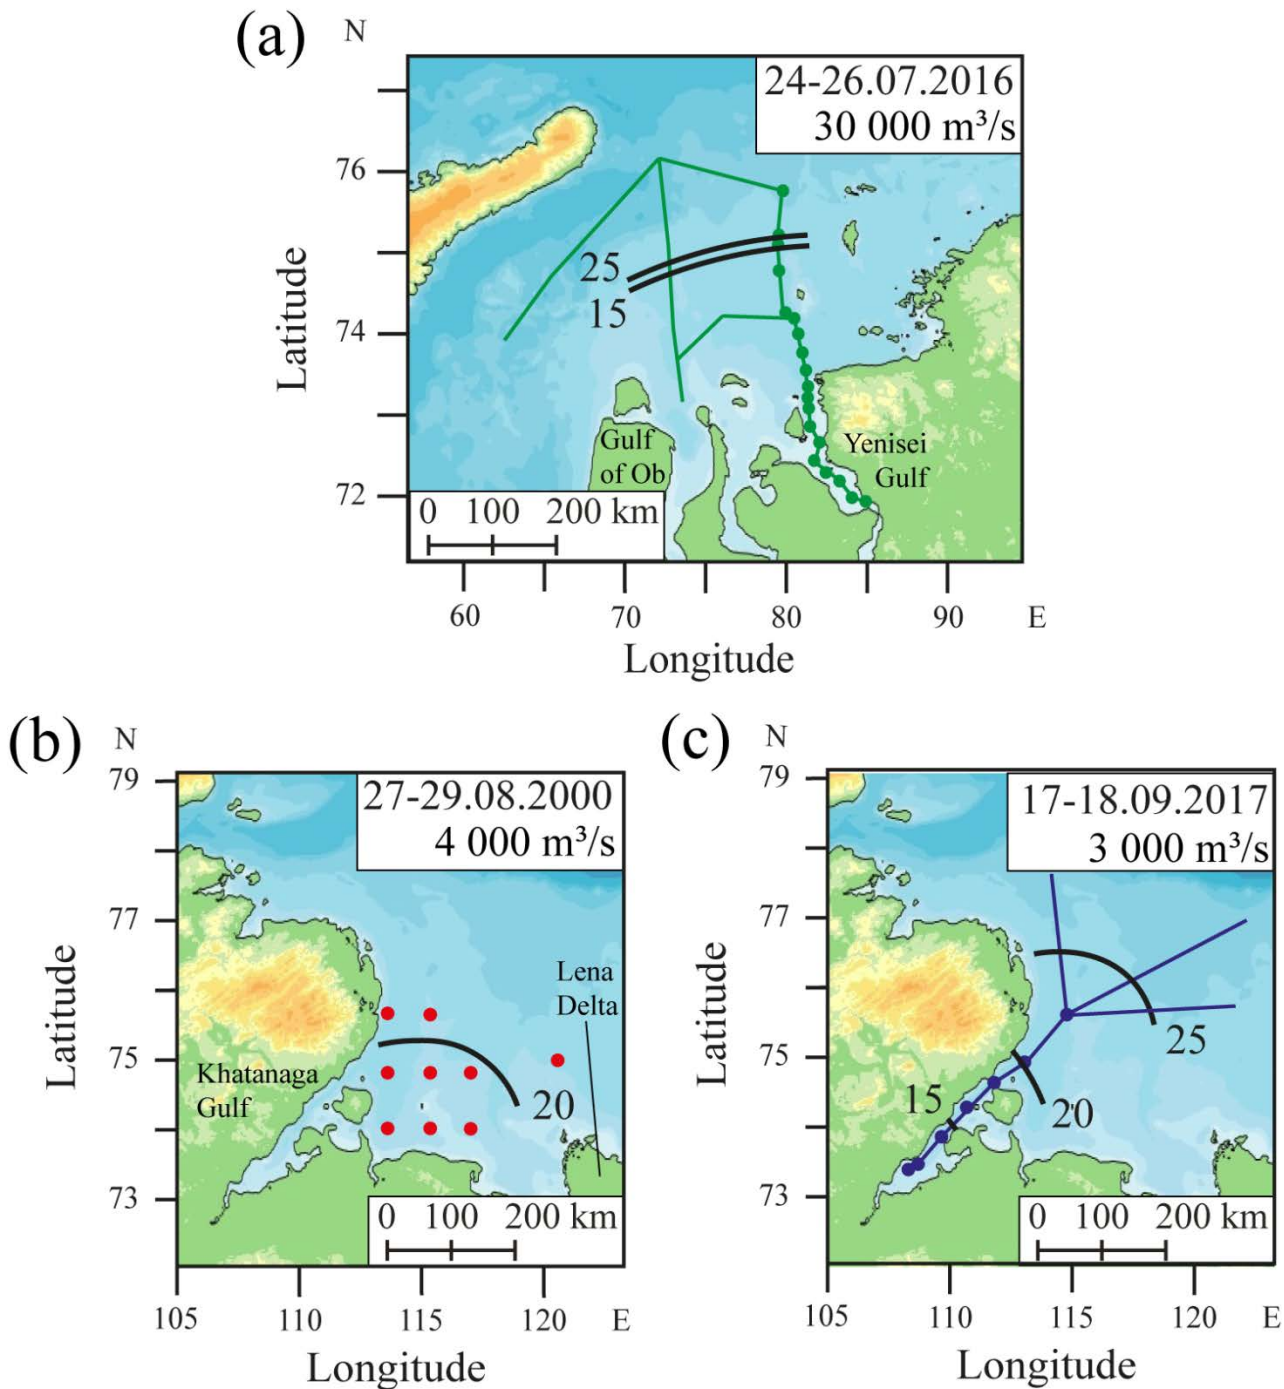 (a)
N
24-26.07.2016
30 000 m³/s
76
74
72
Latitude
25
15
Gulf
of Ob
Yenisei
Gulf
0 100 200 km
60 70 80 90 E
Longitude
(b)
N
79
77
75
73
Latitude
27-29.08.2000
4 000 m³/s
Lena
Delta
Khatanaga
Gulf
20
0 100 200 km
105 110 115 120 E
Longitude
(c)
N
79
77
75
73
Latitude
17-18.09.2017
3 000 m³/s
25
15
20
0 100 200 km
105 110 115 120 E
Longitude